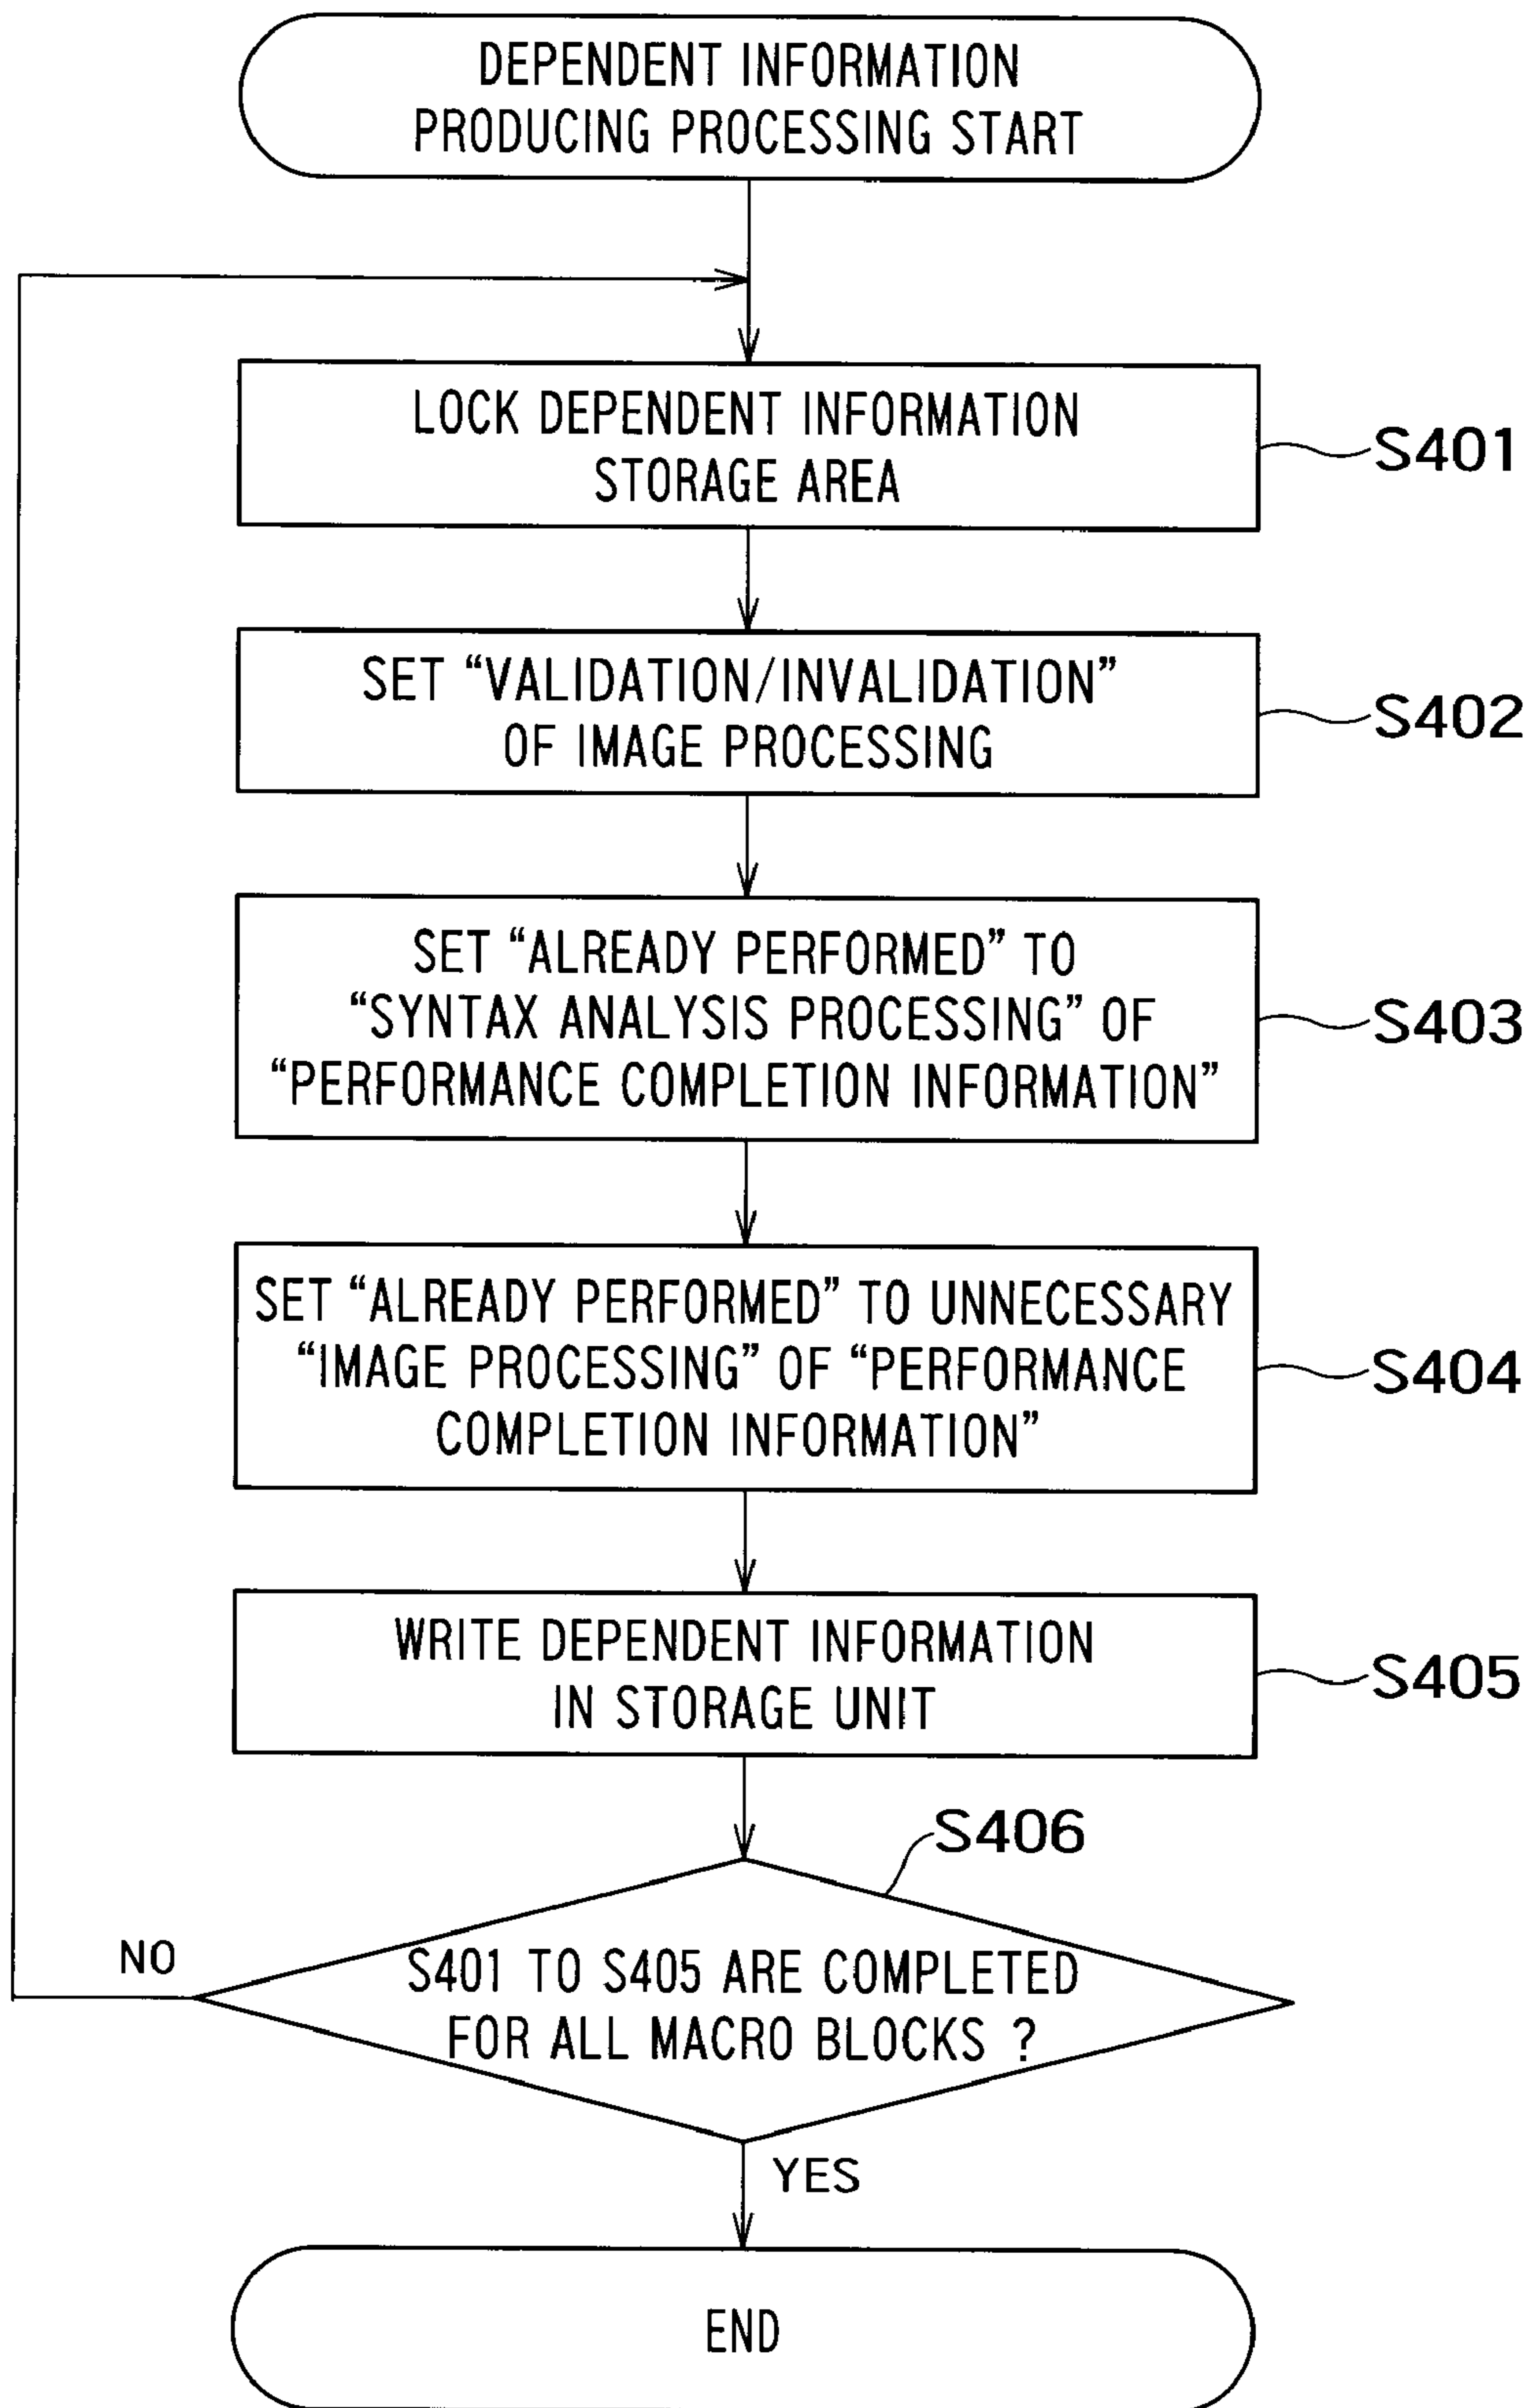 DEPENDENT INFORMATION
PRODUCING PROCESSING START
LOCK DEPENDENT INFORMATION
STORAGE AREA
S401
SET “VALIDATION/INVALIDATION”
OF IMAGE PROCESSING
S402
SET “ALREADY PERFORMED” TO
“SYNTAX ANALYSIS PROCESSING” OF
“PERFORMANCE COMPLETION INFORMATION”
S403
SET “ALREADY PERFORMED” TO UNNECESSARY
“IMAGE PROCESSING” OF “PERFORMANCE
COMPLETION INFORMATION”
S404
WRITE DEPENDENT INFORMATION
IN STORAGE UNIT
S405
S406
NO
S401 TO S405 ARE COMPLETED
FOR ALL MACRO BLOCKS ?
YES
END